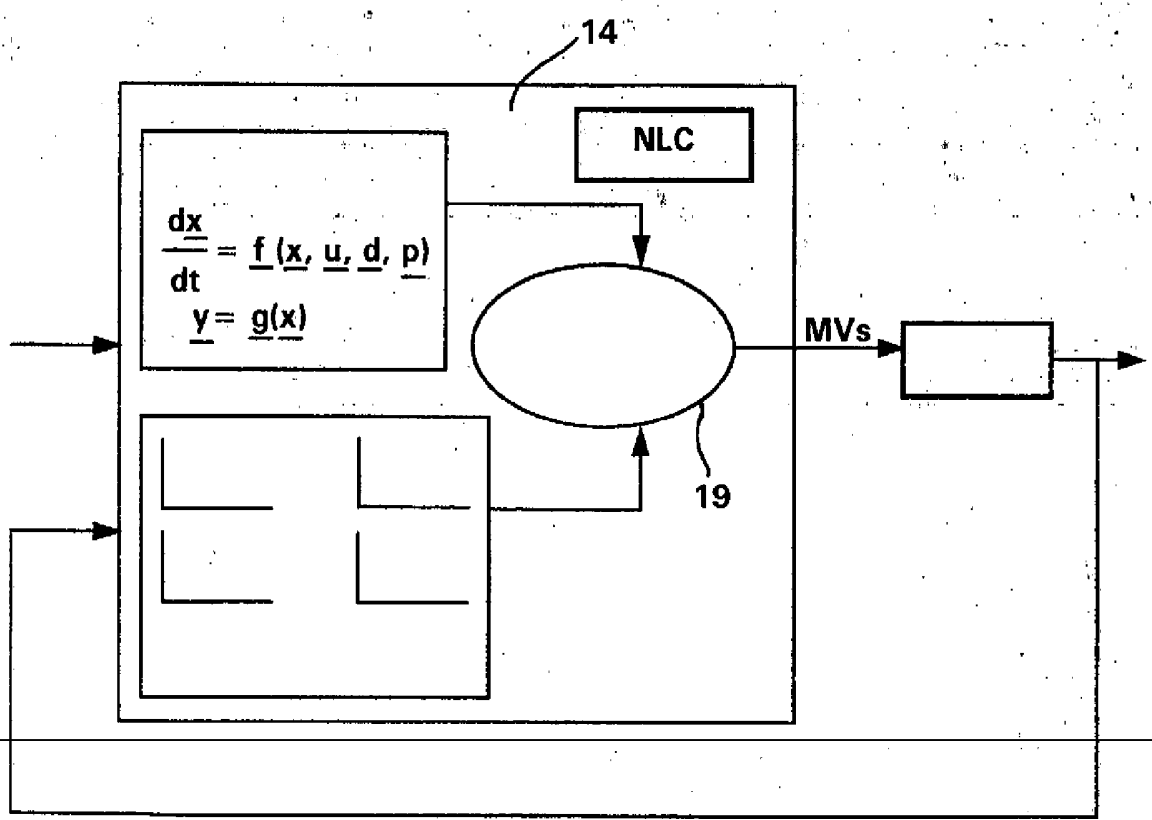 14
NLC
dx
dt
= f (x, u, d, p)
y = g(x)
MVs
19